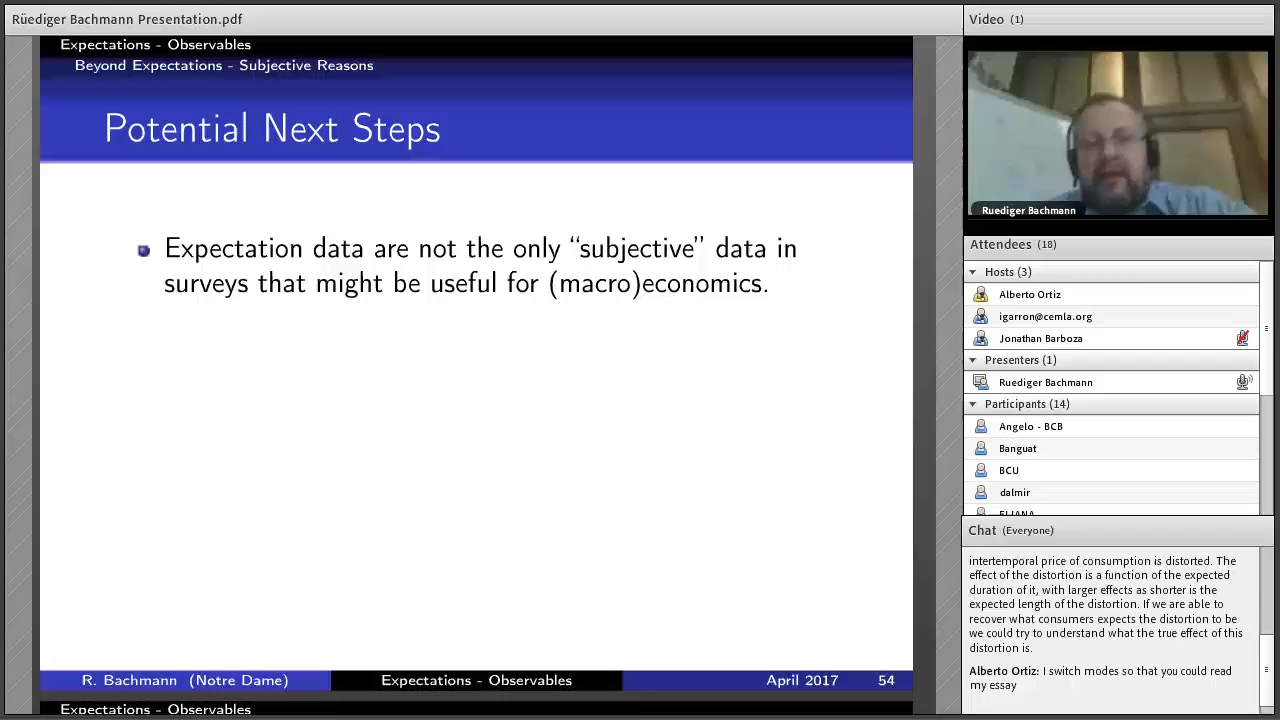 Rüediger Bachmann Presentation.pdf
Expectations - Observables
Beyond Expectations - Subjective Reasons
Potential Next Steps
Expectation data are not the only “subjective” data in
surveys that might be useful for (macro)economics.
R. Bachmann (Notre Dame)
Expectations - Observables
April 2017 54
Expectations - Observables
Video (1)
Ruediger Bachmann
Attendees (18)
Hosts (3)
Alberto Ortiz
igarron@cemla.org
Jonathan Barboza
Presenters (1)
Ruediger Bachmann
Participants (14)
Angelo - BCB
Banguat
BCU
dalmir
Chat (Everyone)
intertemporal price of consumption is distorted. The
effect of the distortion is a function of the expected
duration of it, with larger effects as shorter is the
expected length of the distortion. If we are able to
recover what consumers expects the distortion to be
we could try to understand what the true effect of this
distortion is.
Alberto Ortiz: I switch modes so that you could read
my essay